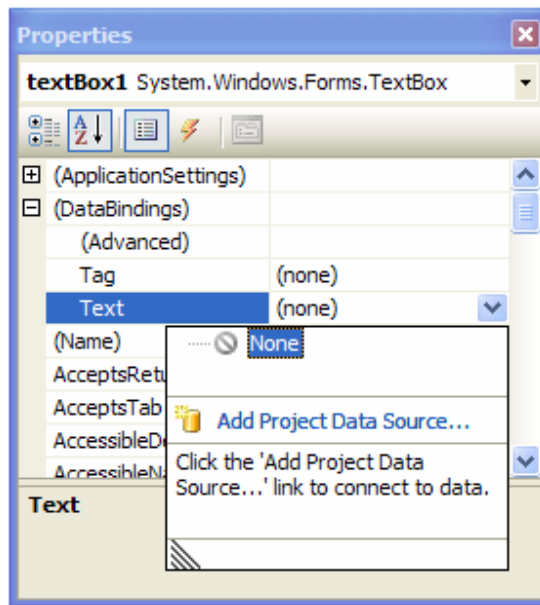 Properties
textBox1 System.Windows.Forms.TextBox
A
Z
(ApplicationSettings)
(DataBindings)
(Advanced)
Tag (none)
Text (none)
(Name)
None
AcceptsRetu
AcceptsTab
Add Project Data Source...
AccessibleDe
AccessibleNa
Click the 'Add Project Data
Source...' link to connect to data.
Text